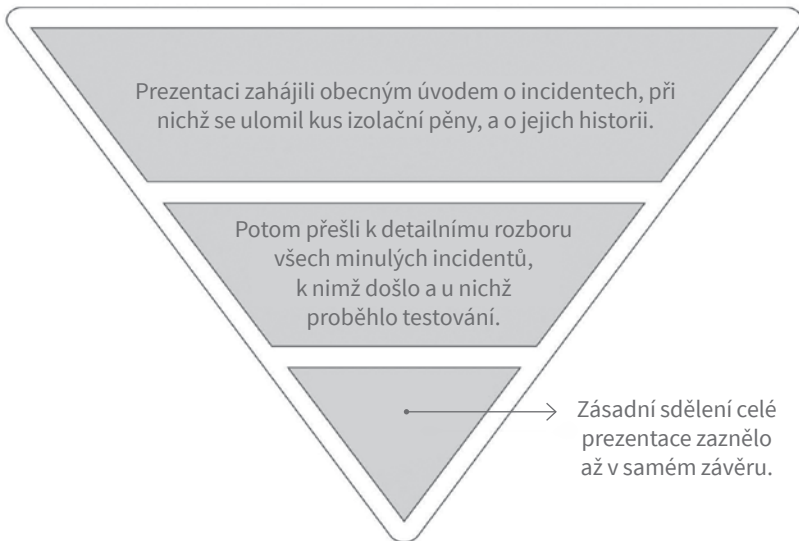 Prezentaci zahájili obecným úvodem o incidentech, při
nichž se ulomil kus izolační pěny, a o jejich historii.
Potom přešli k detailnímu rozboru
všech minulých incidentů,
k nimž došlo a u nichž
proběhlo testování.
Zásadní sdělení celé
prezentace zaznělo
až v samém závěru.